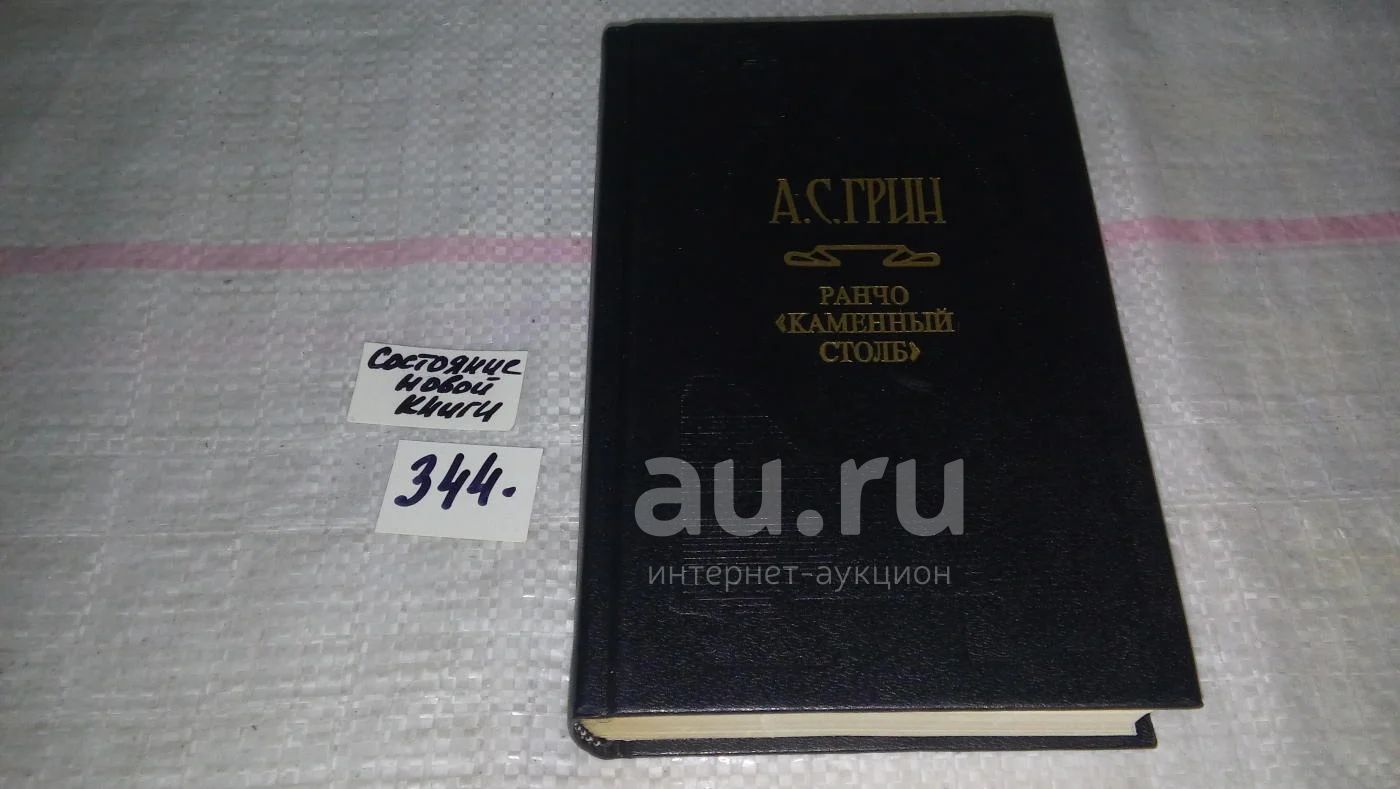 А.С.ГРИН
РАНЧО
«КАМЕННЫЙ
СТОЛБ»
Состояние
новой
книги
344.
au.ru
интернет-аукцион